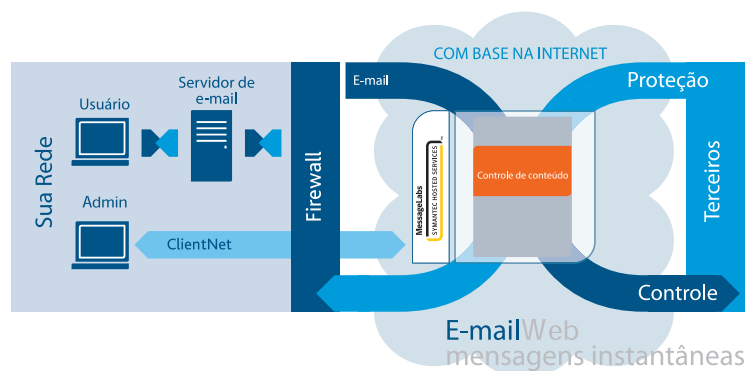 COM BASE NA INTERNET
Sua Rede
Usuário
Servidor de
e-mail
Admin
ClientNet
Firewall
E-mail
MessageLabs
SYMANTEC HOSTED SERVICES
Controle de conteúdo
Proteção
Terceiros
Controle
E-mailWeb
mensagens instantâneas